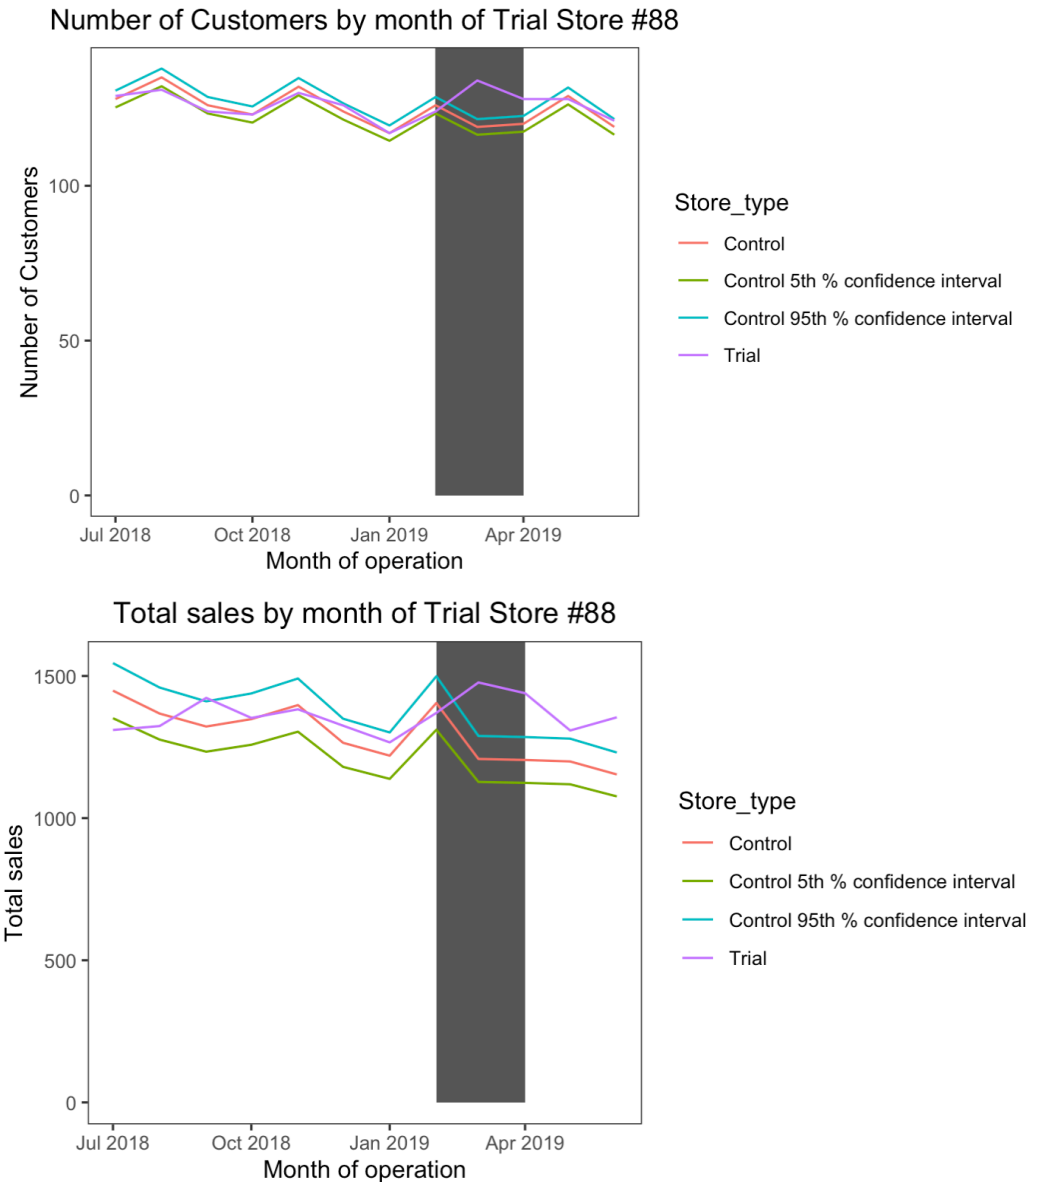 Number of Customers by month of Trial Store #88
Number of Customers
100
50
0
Jul 2018 Oct 2018 Jan 2019 Apr 2019
Month of operation
Store_type
Control
Control 5th % confidence interval
Control 95th % confidence interval
Trial
Total sales by month of Trial Store #88
Total sales
1500
1000
500
0
Jul 2018 Oct 2018 Jan 2019 Apr 2019
Month of operation
Store_type
Control
Control 5th % confidence interval
Control 95th % confidence interval
Trial